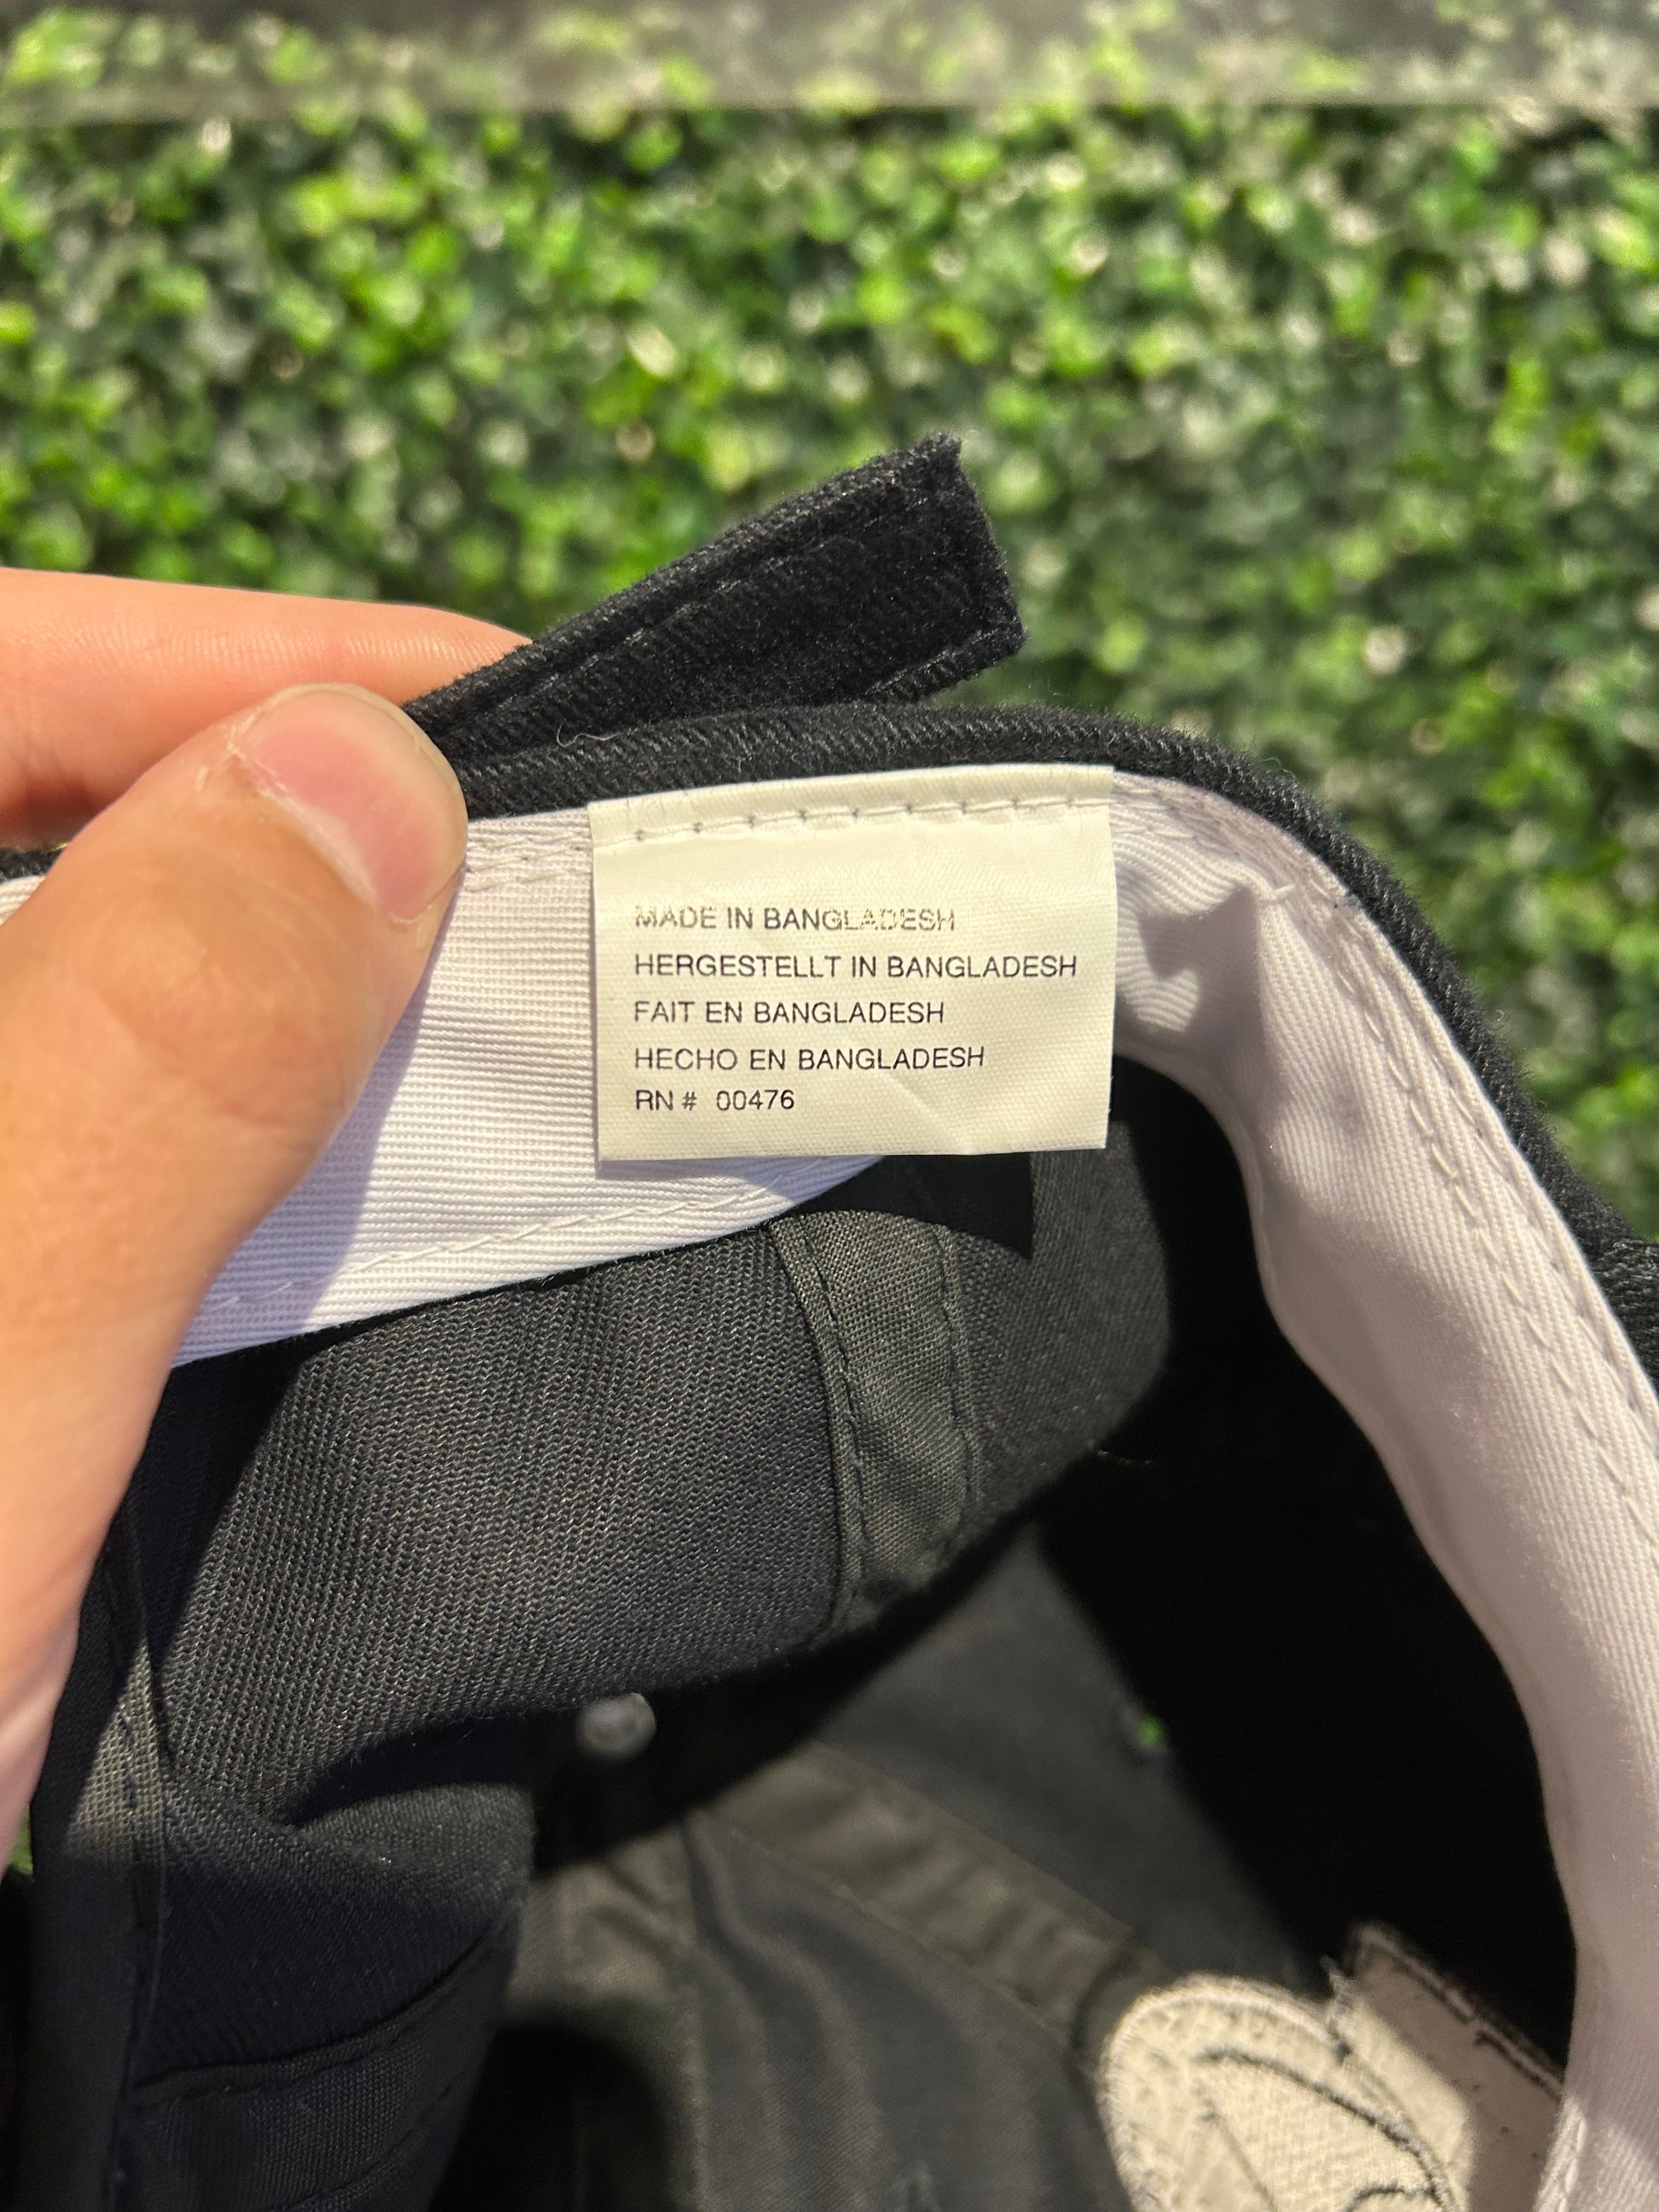 MADE IN BANGLADESH
HERGESTELLT IN BANGLADESH
FAIT EN BANGLADESH
HECHO EN BANGLADESH
RN # 00476